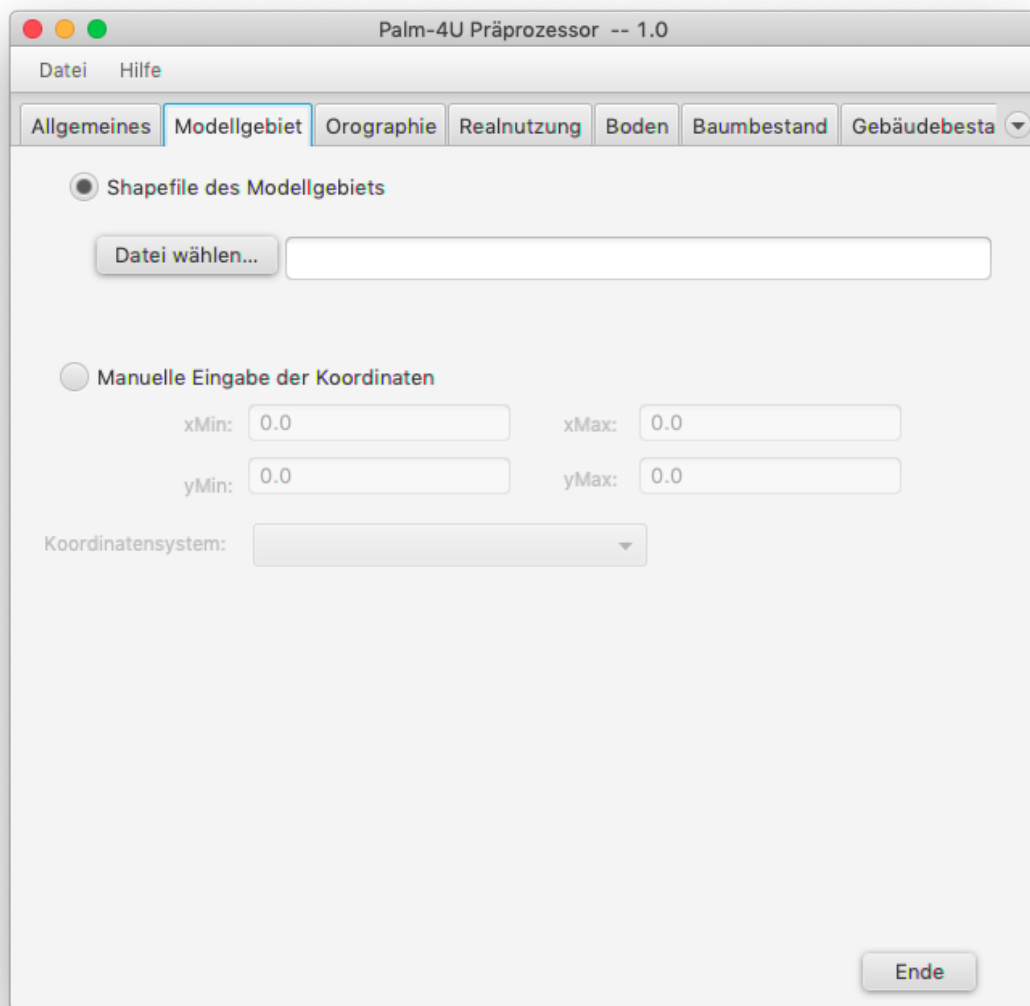 Palm-4U Präprozessor -- 1.0
Datei Hilfe
Allgemeines Modellgebiet Orographie Realnutzung Boden Baumbestand Gebäudebesta
Shapefile des Modellgebiets
Datei wählen...
Manuelle Eingabe der Koordinaten
xMin: 0.0 xMax: 0.0
yMin: 0.0 yMax: 0.0
Koordinatensystem:
Ende